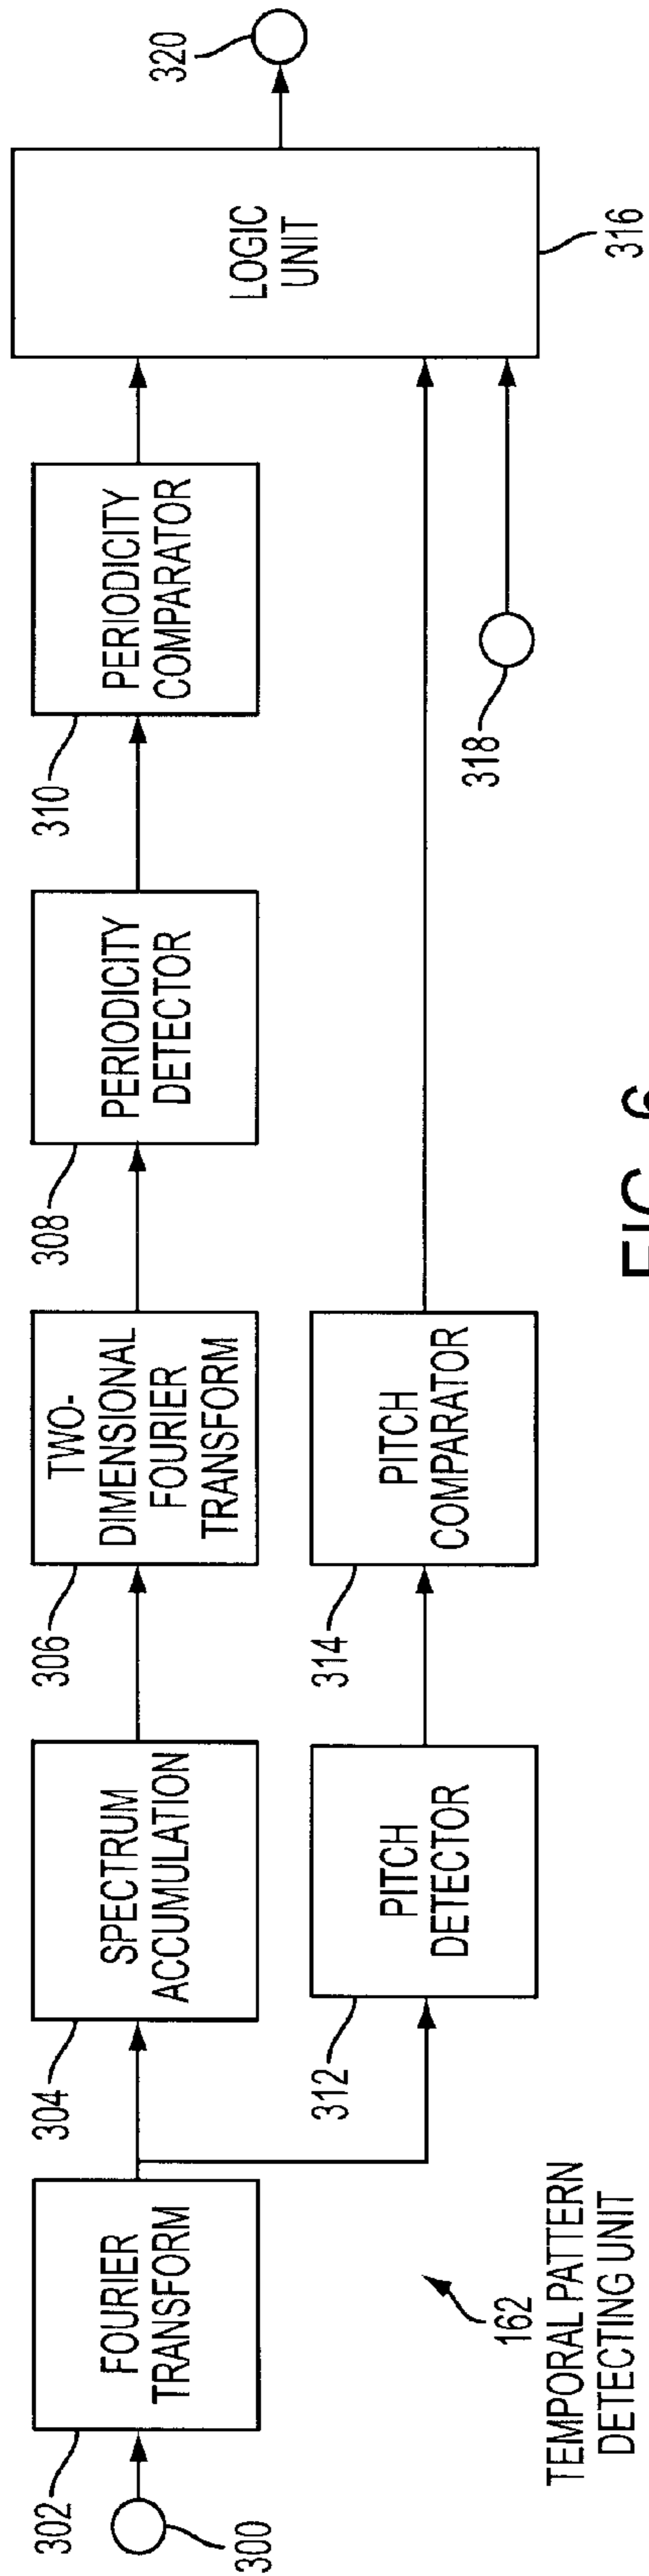 320
LOGIC
UNIT
316
PERIODICITY
COMPARATOR
310
318
PERIODICITY
DETECTOR
308
TWO-
DIMENSIONAL
FOURIER
TRANSFORM
306
PITCH
COMPARATOR
314
SPECTRUM
ACCUMULATION
304
PITCH
DETECTOR
312
FOURIER
TRANSFORM
302
300
162
TEMPORAL PATTERN
DETECTING UNIT
FIG. 6